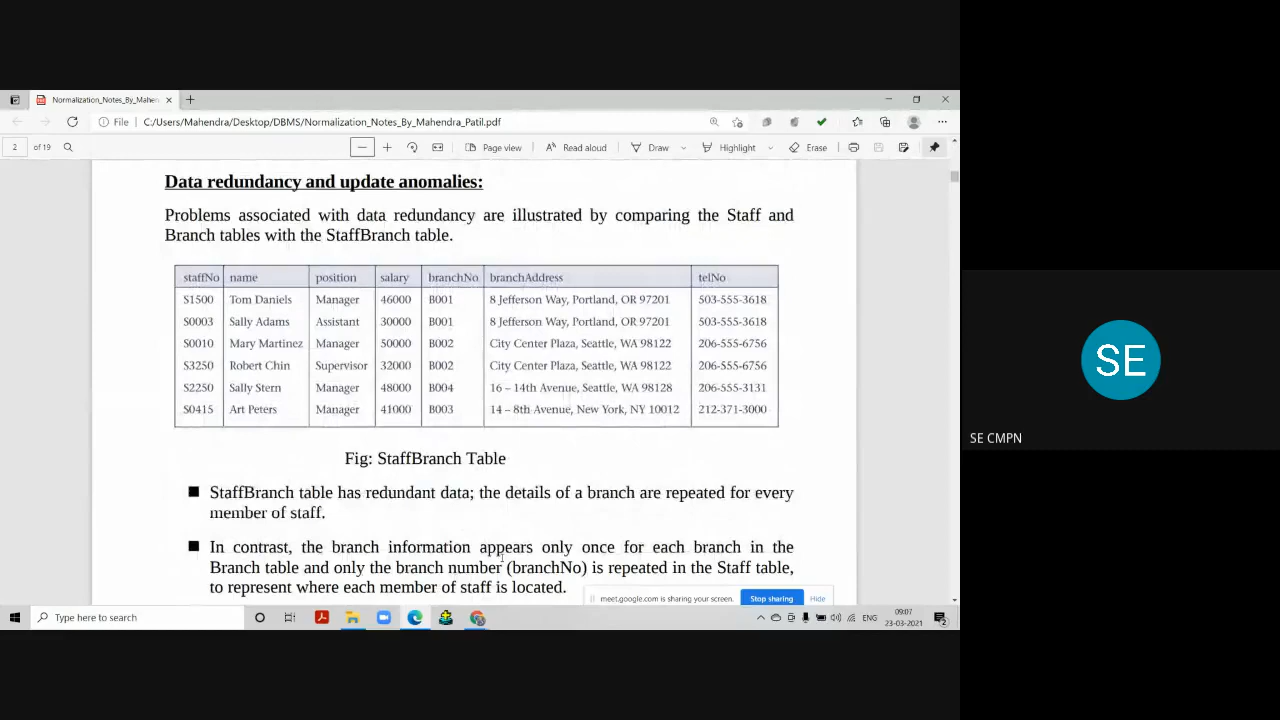 Normalization_Notes_By_Mahen
File
C:/Users/Mahendra/Desktop/DBMS/Normalization_Notes_By_Mahendra_Patil.pdf
2 of 19
Page view
Read aloud
Draw
Highlight
Erase
Data redundancy and update anomalies:
Problems associated with data redundancy are illustrated by comparing the Staff and
Branch tables with the StaffBranch table.
staffNo name position salary branchNo branchAddress telNo
S1500 Tom Daniels Manager 46000 B001 8 Jefferson Way, Portland, OR 97201 503-555-3618
S0003 Sally Adams Assistant 30000 B001 8 Jefferson Way, Portland, OR 97201 503-555-3618
S0010 Mary Martinez Manager 50000 B002 City Center Plaza, Seattle, WA 98122 206-555-6756
S3250 Robert Chin Supervisor 32000 B002 City Center Plaza, Seattle, WA 98122 206-555-6756
S2250 Sally Stern Manager 48000 B004 16 – 14th Avenue, Seattle, WA 98128 206-555-3131
S0415 Art Peters Manager 41000 B003 14 – 8th Avenue, New York, NY 10012 212-371-3000
Fig: StaffBranch Table
■ StaffBranch table has redundant data; the details of a branch are repeated for every
member of staff.
■ In contrast, the branch information appears only once for each branch in the
Branch table and only the branch number (branchNo) is repeated in the Staff table,
to represent where each member of staff is located.
meet.google.com is sharing your screen.
Stop sharing
Hide
Type here to search
ENG
09:07
23-03-2021
2
SE
SE CMPN